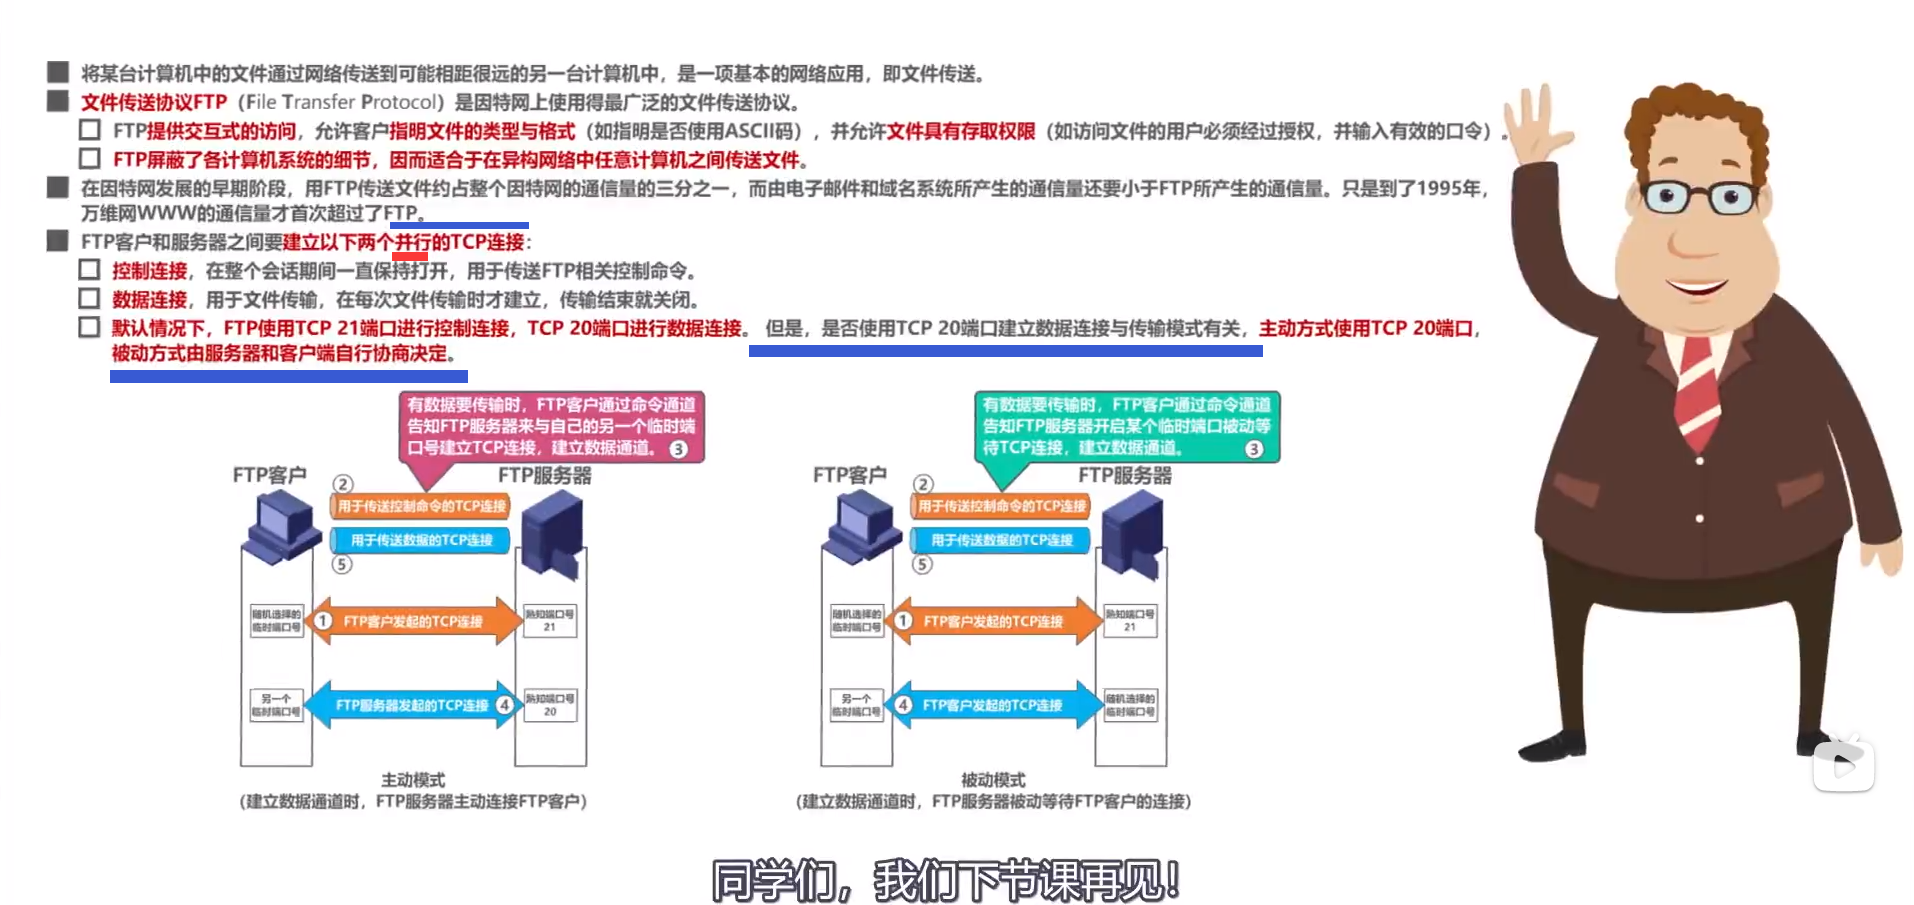 将某台计算机中的文件通过网络传送到可能相距很远的另一台计算机中，是一项基本的网络应用，即文件传送。
文件传送协议FTP（File Transfer Protocol）是因特网上使用得最广泛的文件传送协议。
FTP提供交互式的访问，允许客户指明文件的类型与格式（如指明是否使用ASCII码），并允许文件具有存取权限（如访问文件的用户必须经过授权，并输入有效的口令）。
FTP屏蔽了各计算机系统的细节，因而适合于在异构网络中任意计算机之间传送文件。
在因特网发展的早期阶段，用FTP传送文件约占整个因特网的通信量的三分之一，而由电子邮件和域名系统所产生的通信量还要小于FTP所产生的通信量。只是到了1995年，
万维网WWW的通信量才首次超过了FTP。
FTP客户和服务器之间要建立以下两个并行的TCP连接：
控制连接，在整个会话期间一直保持打开，用于传送FTP相关控制命令。
数据连接，用于文件传输，在每次文件传输时才建立，传输结束就关闭。
默认情况下，FTP使用TCP 21端口进行控制连接，TCP 20端口进行数据连接。但是，是否使用TCP 20端口建立数据连接与传输模式有关，主动方式使用TCP 20端口，
被动方式由服务器和客户端自行协商决定。
有数据要传输时，FTP客户通过命令通道
告知FTP服务器来与自己的另一个临时端
口号建立TCP连接，建立数据通道。 ③
FTP客户
FTP服务器
②
用于传送控制命令的TCP连接
用于传送数据的TCP连接
⑤
随机选择的
临时端口号
① FTP客户发起的TCP连接
熟知端口号
21
另一个
临时端口号
FTP服务器发起的TCP连接 ④
熟知端口号
20
主动模式
（建立数据通道时，FTP服务器主动连接FTP客户）
有数据要传输时，FTP客户通过命令通道
告知FTP服务器开启某个临时端口被动等
待TCP连接，建立数据通道。 ③
FTP客户
FTP服务器
②
用于传送控制命令的TCP连接
用于传送数据的TCP连接
⑤
随机选择的
临时端口号
① FTP客户发起的TCP连接
熟知端口号
21
另一个
临时端口号
④ FTP客户发起的TCP连接
随机选择的
临时端口号
被动模式
（建立数据通道时，FTP服务器被动等待FTP客户的连接）
同学们，我们下节课再见！